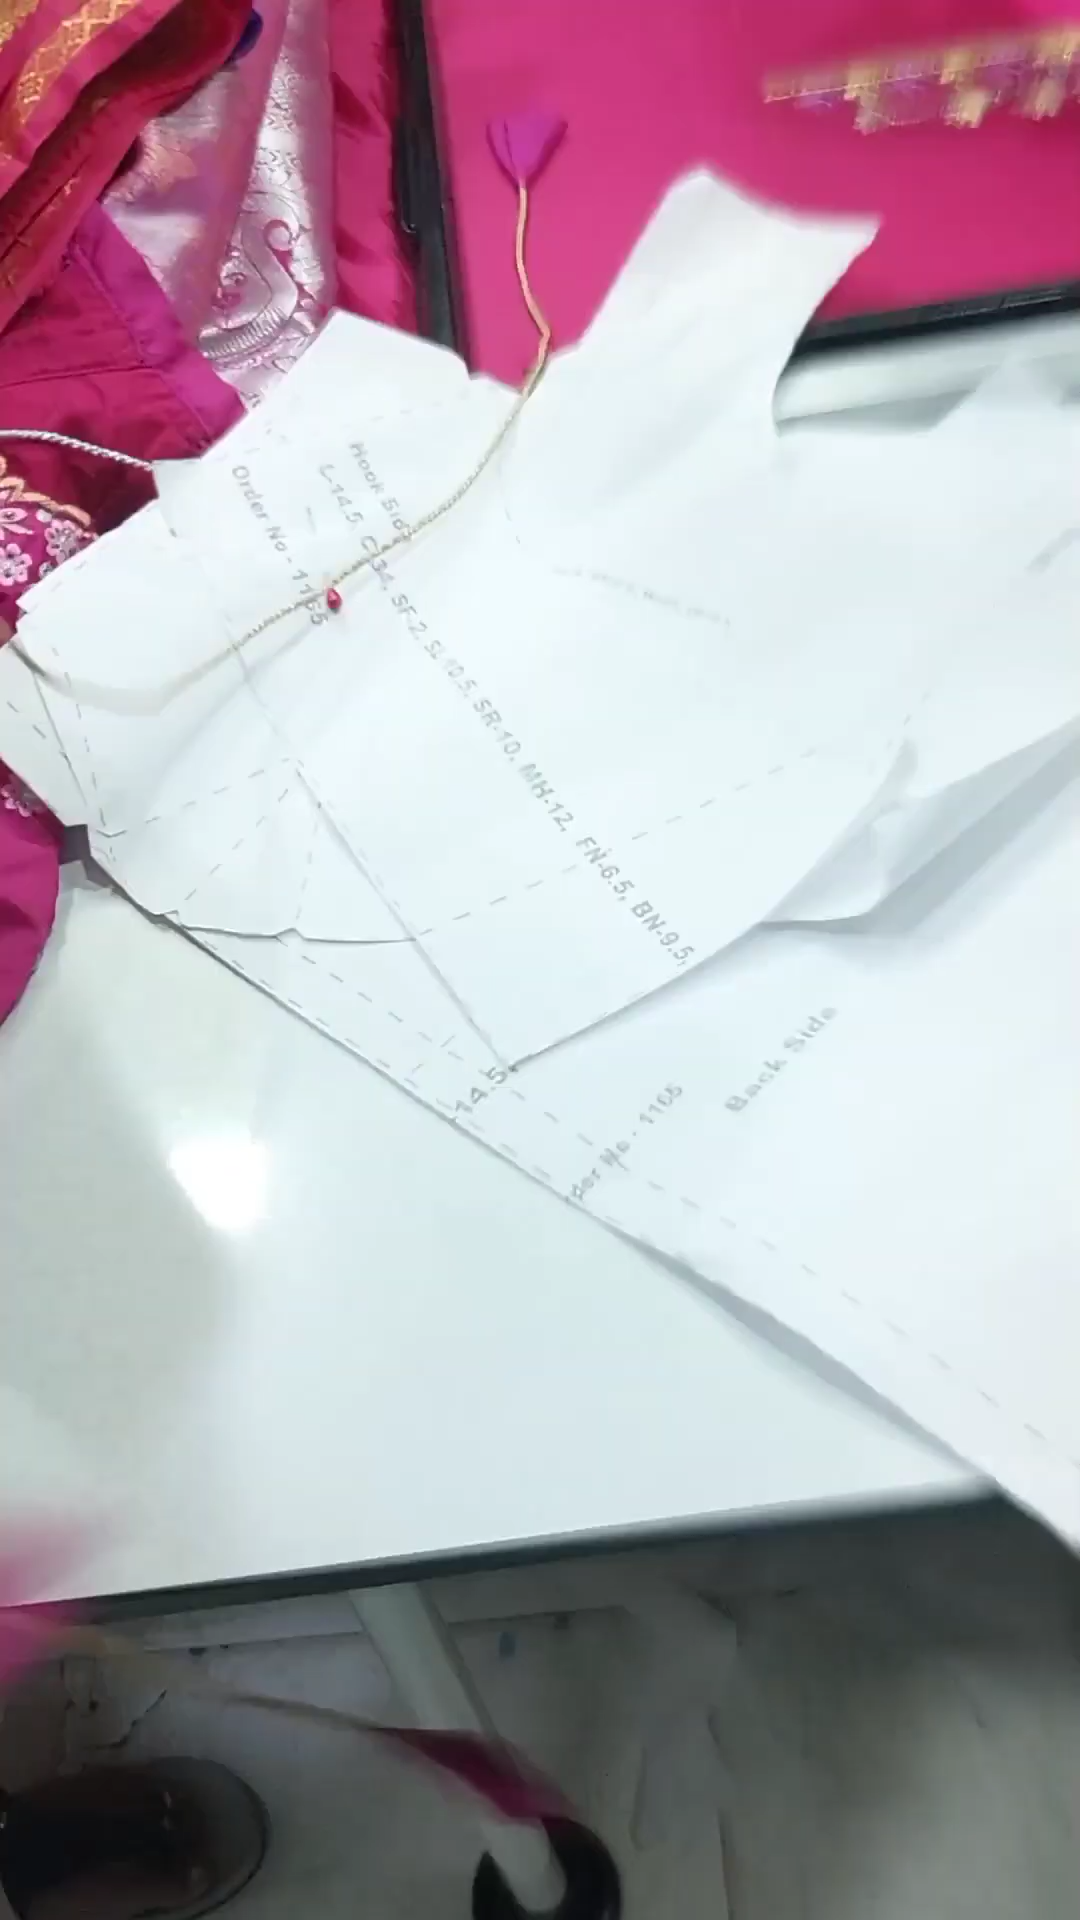 Hook Side
L-14.5, C-34, SF-2, SL-10.5, SR-10, MH-12, FN-6.5, BN-9.5,
Order No - 1165
14.5
Back Side
der No - 1165